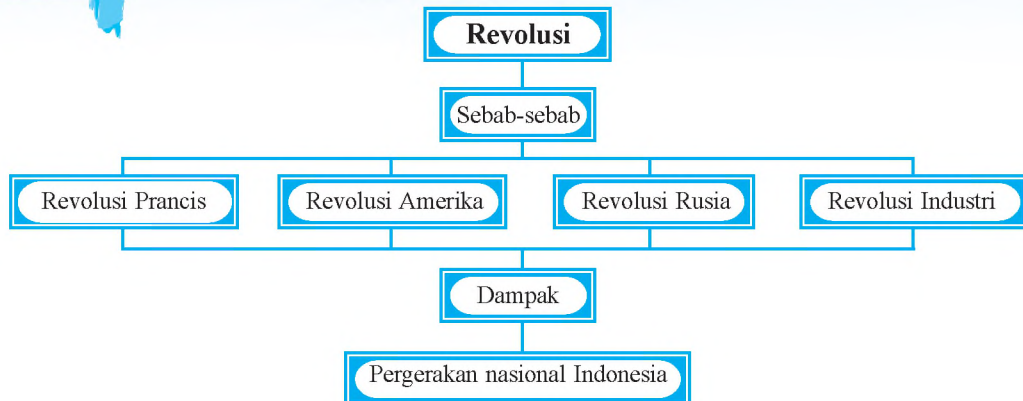 Revolusi
Sebab-sebab
Revolusi Prancis
Revolusi Amerika
Revolusi Rusia
Revolusi Industri
Dampak
Pergerakan nasional Indonesia